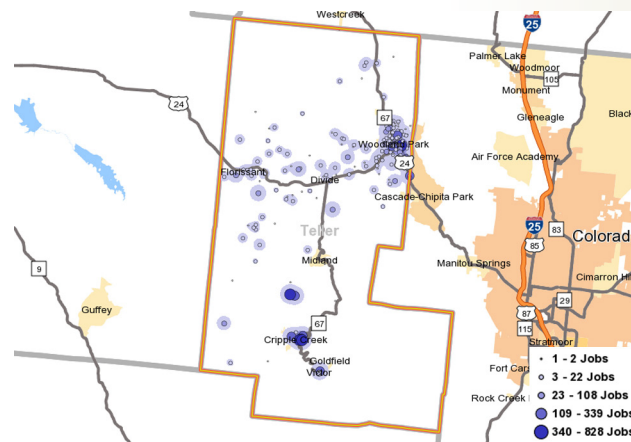 Westcreek
25
Palmer Lake
Woodmoor
105
Monument
24
67
Gleneagle
Black
Woodland Park
Air Force Academy
24
Florissant
Divide
Cascade-Chipita Park
Teller
25
83
85
Colorad
Midland
Manitou Springs
9
Cimarron Hil
Guffey
29
67
87
115
Cripple Creek
Stratmoor
Goldfield
Victor
Fort Cars
1 - 2 Jobs
3 - 22 Jobs
Rock Creek
23 - 108 Jobs
109 - 339 Jobs
340 - 828 Jobs